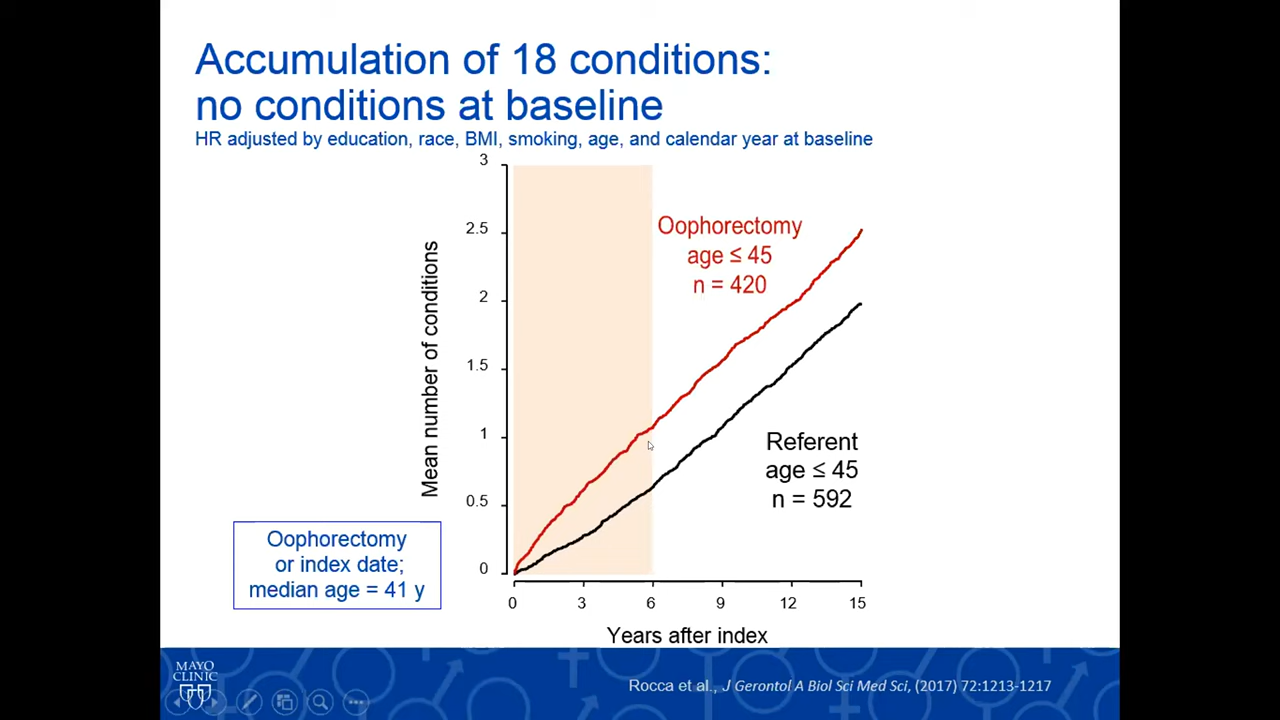 Accumulation of 18 conditions:
no conditions at baseline
HR adjusted by education, race, BMI, smoking, age, and calendar year at baseline
3
2.5
2
1.5
1
0.5
0
Mean number of conditions
Oophorectomy
age ≤ 45
n = 420
Referent
age ≤ 45
n = 592
Oophorectomy
or index date;
median age = 41 y
0 3 6 9 12 15
Years after index
MAYO
CLINIC
Rocca et al., J Gerontol A Biol Sci Med Sci, (2017) 72:1213-1217